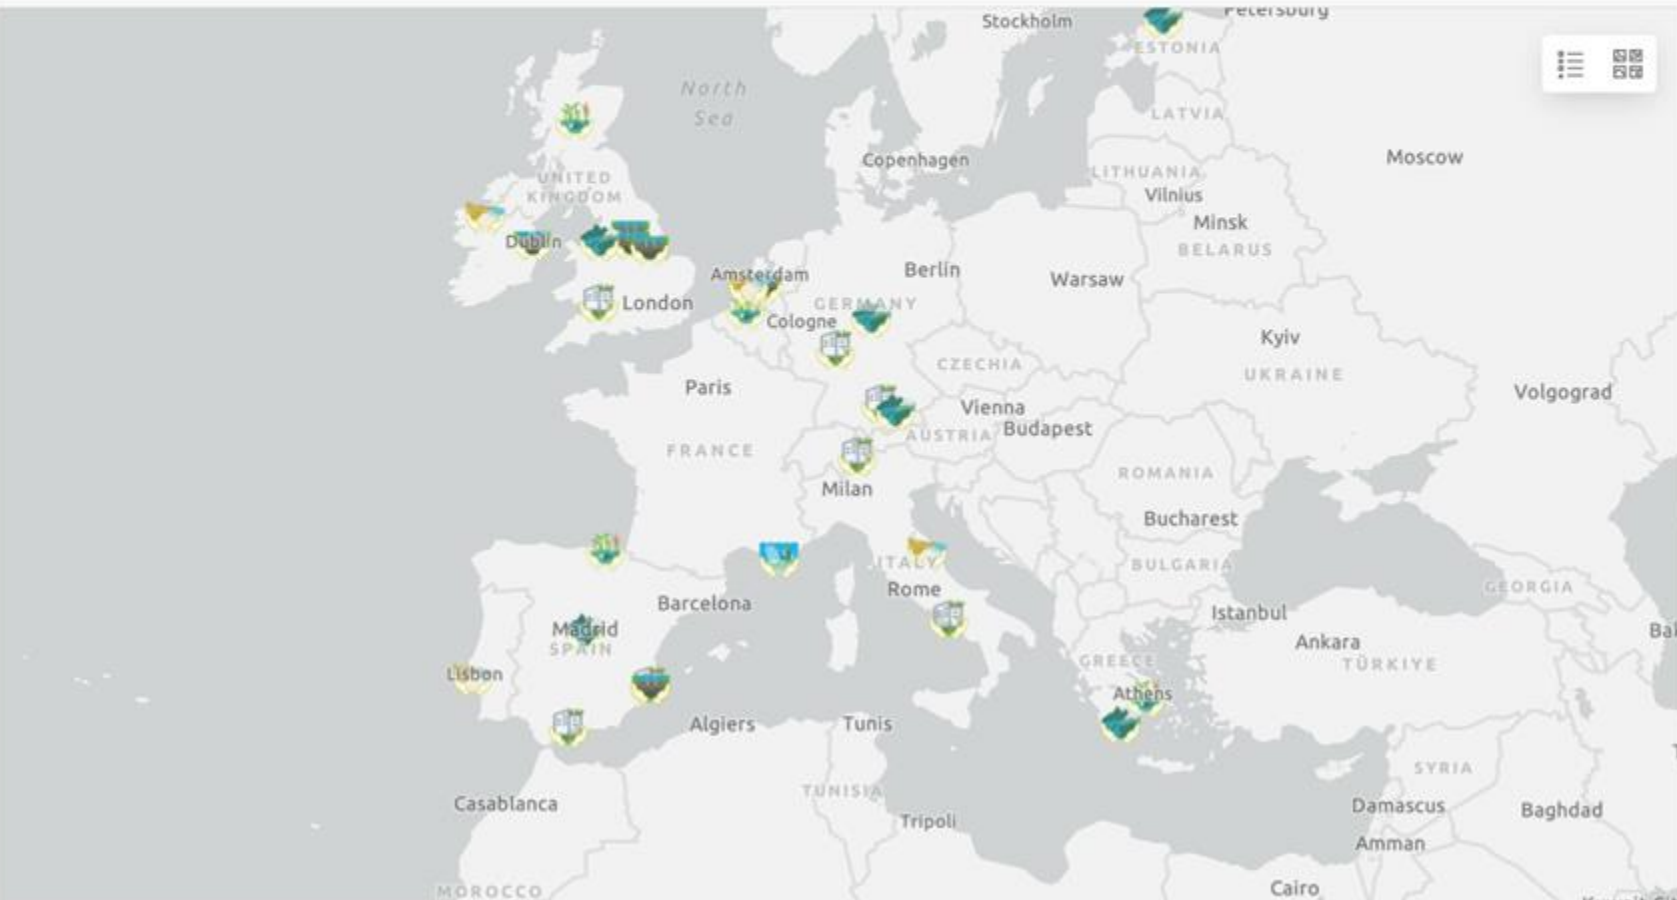 Stockholm
Petersburg
ESTONIA
North
Sea
LATVIA
Moscow
Copenhagen
LITHUANIA
UNITED
KINGDOM
Vilnius
Minsk
Dublin
BELARUS
Amsterdam
Berlin
Warsaw
London
GERMANY
Cologne
Kyiv
CZECHIA
UKRAINE
Paris
Volgograd
Vienna
Budapest
AUSTRIA
FRANCE
ROMANIA
Milan
Bucharest
ITALY
BULGARIA
GEORGIA
Rome
Barcelona
Istanbul
Madrid
Ankara
Bal
SPAIN
GREECE
TÜRKIYE
Lisbon
Athens
Algiers
Tunis
SYRIA
TUNISIA
Casablanca
Damascus
Baghdad
Tripoli
Amman
MOROCCO
Cairo